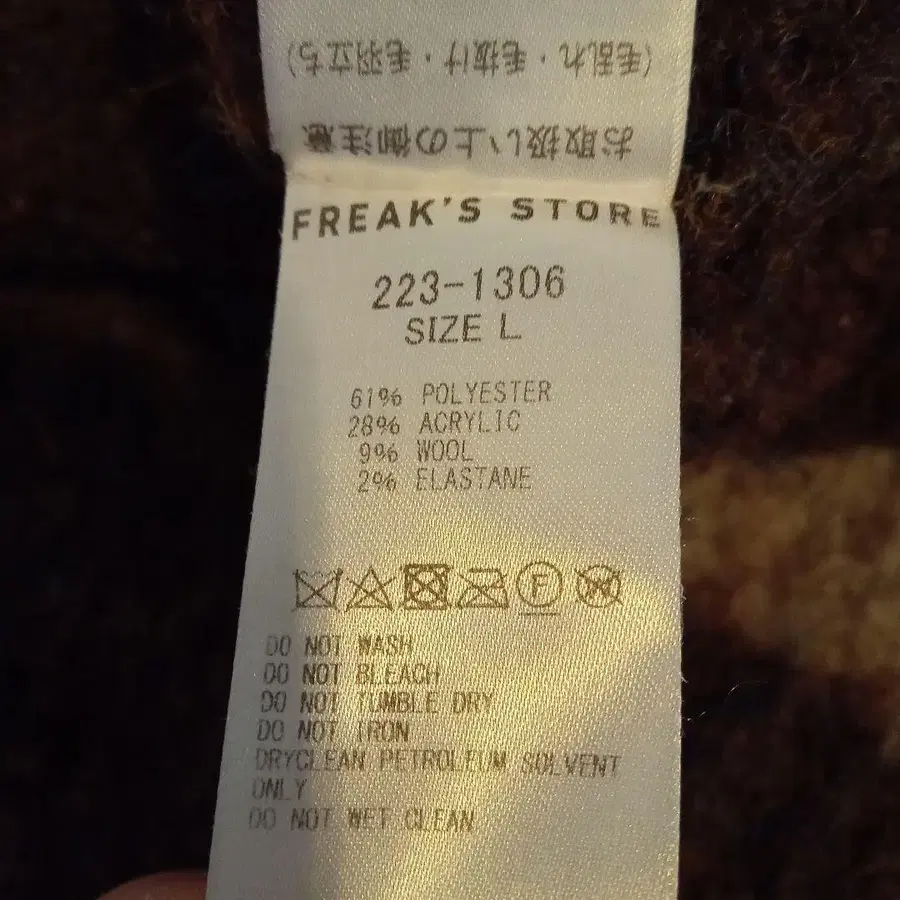 お取扱い上の御注意
(毛乱れ・毛抜け・毛羽立ち)
FREAK'S STORE
223-1306
SIZE L
61% POLYESTER
28% ACRYLIC
9% WOOL
2% ELASTANE
F W
DO NOT WASH
DO NOT BLEACH
DO NOT TUMBLE DRY
DO NOT IRON
DRYCLEAN PETROLEUM SOLVENT
ONLY
DO NOT WET CLEAN